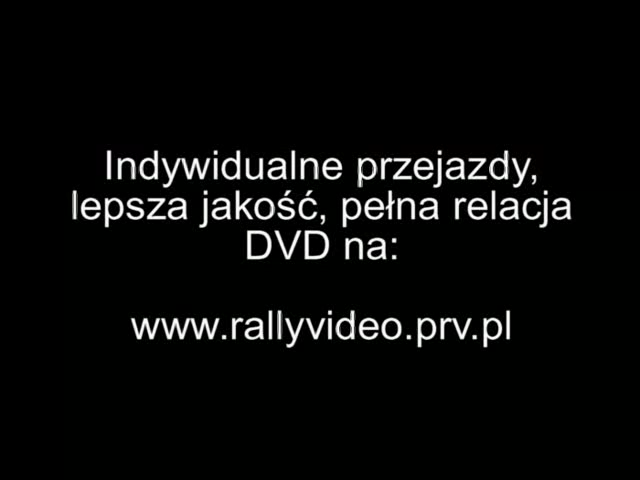 Indywidualne przejazdy,
lepsza jakość, pełna relacja
DVD na:
www.rallyvideo.prv.pl